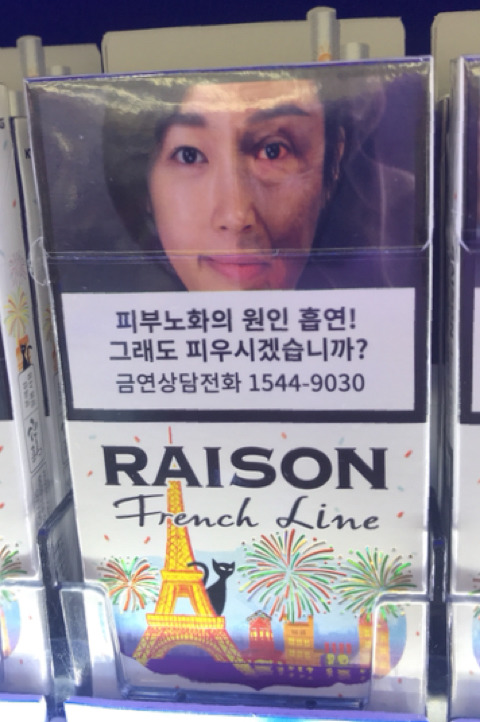 피부노화의 원인 흡연!
그래도 피우시겠습니까?
금연상담전화 1544-9030
RAISON
French Line